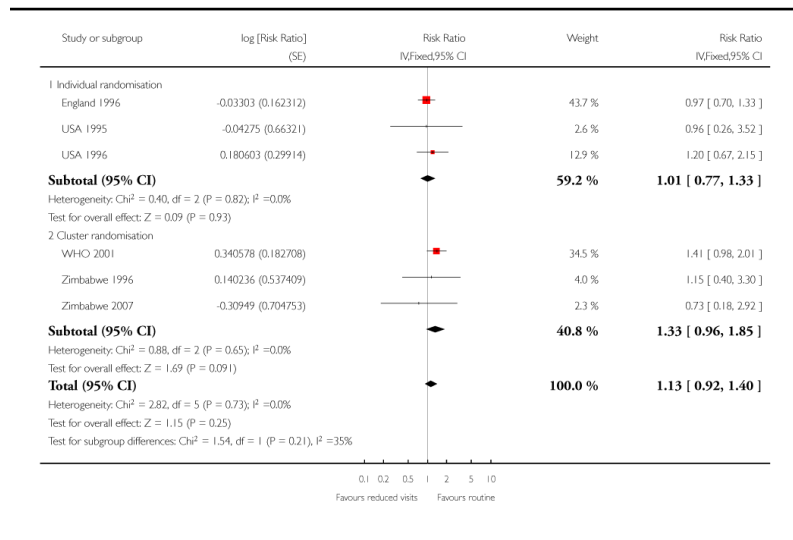 Study or subgroup log [Risk Ratio] Risk Ratio Weight Risk Ratio
(SE) IV,Fixed,95% CI IV,Fixed,95% CI
1 Individual randomisation
England 1996 -0.03303 (0.162312) 43.7 % 0.97 [ 0.70, 1.33 ]
USA 1995 -0.04275 (0.66321) 2.6 % 0.96 [ 0.26, 3.52 ]
USA 1996 0.180603 (0.29914) 12.9 % 1.20 [ 0.67, 2.15 ]
Subtotal (95% CI) 59.2 % 1.01 [ 0.77, 1.33 ]
Heterogeneity: Chi² = 0.40, df = 2 (P = 0.82); I² =0.0%
Test for overall effect: Z = 0.09 (P = 0.93)
2 Cluster randomisation
WHO 2001 0.340578 (0.182708) 34.5 % 1.41 [ 0.98, 2.01 ]
Zimbabwe 1996 0.140236 (0.537409) 4.0 % 1.15 [ 0.40, 3.30 ]
Zimbabwe 2007 -0.30949 (0.704753) 2.3 % 0.73 [ 0.18, 2.92 ]
Subtotal (95% CI) 40.8 % 1.33 [ 0.96, 1.85 ]
Heterogeneity: Chi² = 0.88, df = 2 (P = 0.65); I² =0.0%
Test for overall effect: Z = 1.69 (P = 0.091)
Total (95% CI) 100.0 % 1.13 [ 0.92, 1.40 ]
Heterogeneity: Chi² = 2.82, df = 5 (P = 0.73); I² =0.0%
Test for overall effect: Z = 1.15 (P = 0.25)
Test for subgroup differences: Chi² = 1.54, df = 1 (P = 0.21), I² =35%
0.1 0.2 0.5 1 2 5 10
Favours reduced visits Favours routine